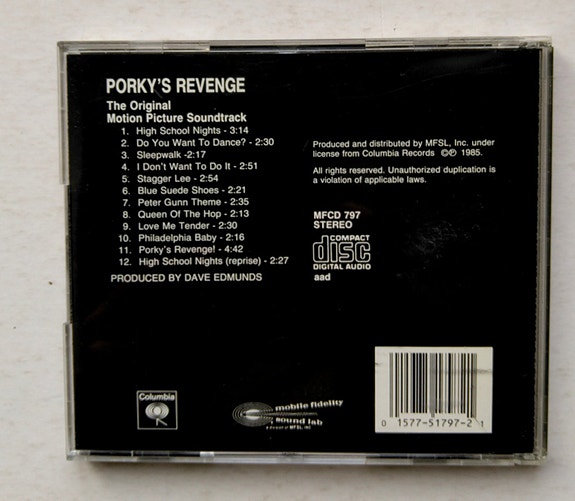 PORKY'S REVENGE
The Original
Motion Picture Soundtrack
1. High School Nights - 3:14
2. Do You Want To Dance? - 2:30
3. Sleepwalk -2:17
4. I Don't Want To Do It - 2:51
5. Stagger Lee - 2:54
6. Blue Suede Shoes - 2:21
7. Peter Gunn Theme - 2:35
8. Queen Of The Hop - 2:13
9. Love Me Tender - 2:30
10. Philadelphia Baby - 2:16
11. Porky's Revenge! - 4:42
12. High School Nights (reprise) - 2:27
PRODUCED BY DAVE EDMUNDS
Produced and distributed by MFSL, Inc. under
license from Columbia Records ©℗ 1985.
All rights reserved. Unauthorized duplication is
a violation of applicable laws.
MFCD 797
STEREO
COMPACT
disc
DIGITAL AUDIO
aad
Columbia
mobile fidelity
sound lab
a division of MFSL, INC.
0 1577-51797-2 1